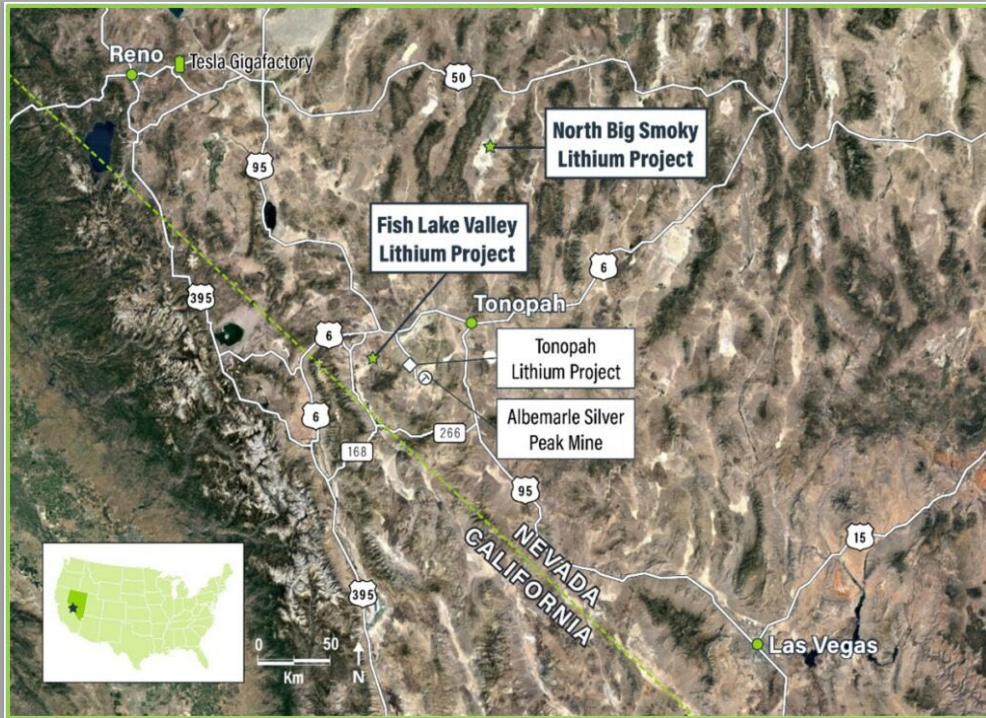 Reno
Tesla Gigafactory
50
North Big Smoky
Lithium Project
95
Fish Lake Valley
Lithium Project
6
395
Tonopah
6
Tonopah
Lithium Project
Albemarle Silver
Peak Mine
6
266
168
95
NEVADA
CALIFORNIA
15
395
Las Vegas
0 50
Km
N